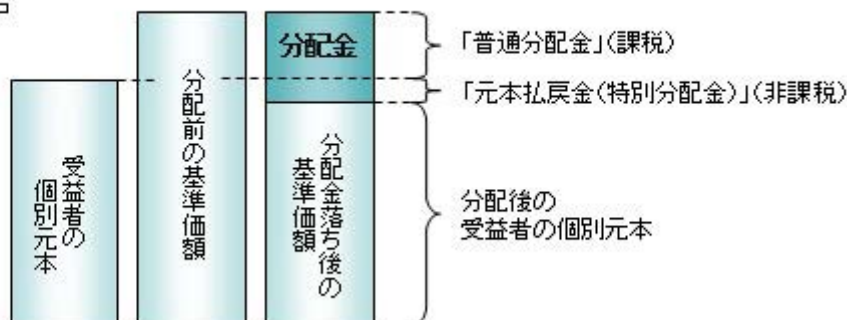 分配金
「普通分配金」(課税)
「元本払戻金(特別分配金)」(非課税)
受益者の
個別元本
分配前の基準価額
分配金落ち後の
基準価額
分配後の
受益者の個別元本